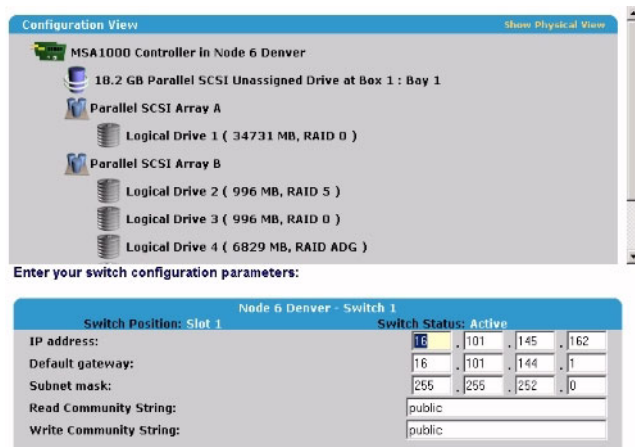 Configuration View Show Physical View
MSA1000 Controller in Node 6 Denver
18.2 GB Parallel SCSI Unassigned Drive at Box 1 : Bay 1
Parallel SCSI Array A
Logical Drive 1 ( 34731 MB, RAID 0 )
Parallel SCSI Array B
Logical Drive 2 ( 996 MB, RAID 5 )
Logical Drive 3 ( 996 MB, RAID 0 )
Logical Drive 4 ( 6829 MB, RAID ADG )
Enter your switch configuration parameters:
Node 6 Denver - Switch 1
Switch Position: Slot 1 Switch Status: Active
IP address: 16 . 101 . 145 . 162
Default gateway: 16 . 101 . 144 . 1
Subnet mask: 255 . 255 . 252 . 0
Read Community String: public
Write Community String: public